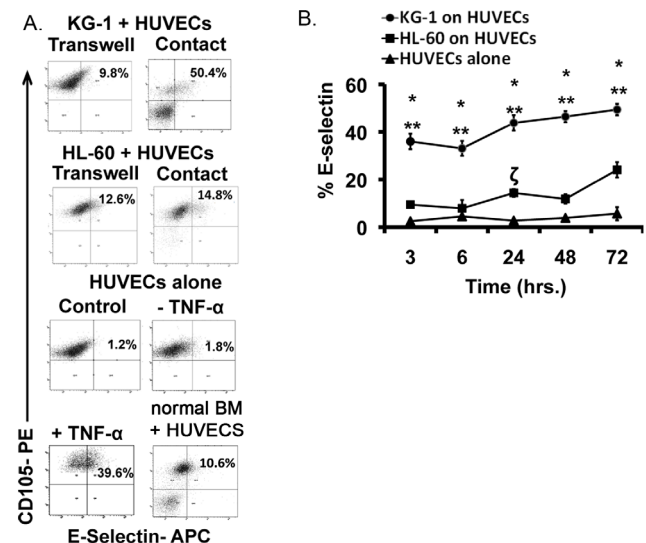 A.
KG-1 + HUVECs
Transwell Contact
9.8% 50.4%
HL-60 + HUVECs
Transwell Contact
12.6% 14.8%
HUVECs alone
Control - TNF-α
1.2% 1.8%
+ TNF-α normal BM + HUVECS
39.6% 10.6%
CD105- PE
E-Selectin- APC
B.
KG-1 on HUVECs
HL-60 on HUVECs
HUVECs alone
% E-selectin
60
40
20
0
* * * * *
** ** ** ** **
ζ
3 6 24 48 72
Time (hrs.)